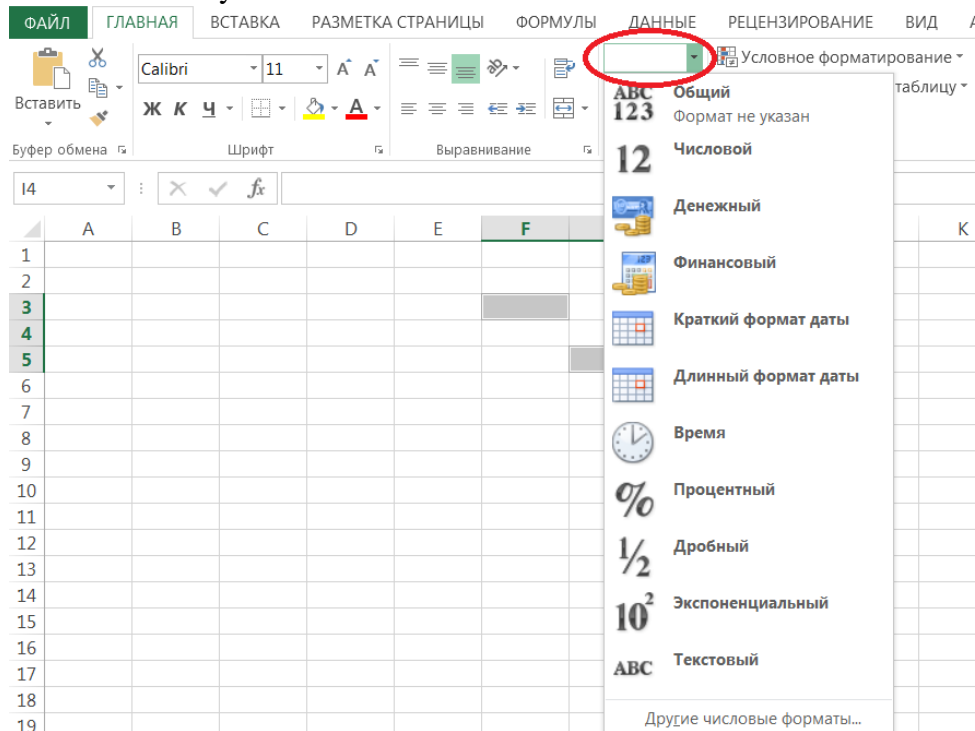 ФАЙЛ ГЛАВНАЯ ВСТАВКА РАЗМЕТКА СТРАНИЦЫ ФОРМУЛЫ ДАННЫЕ РЕЦЕНЗИРОВАНИЕ ВИД
Calibri 11 Условное форматирование
Вставить Ж К Ч A таблицу
Буфер обмена Шрифт Выравнивание
I4 fx
Общий
Формат не указан
Числовой
Денежный
Финансовый
Краткий формат даты
Длинный формат даты
Время
Процентный
Дробный
Экспоненциальный
Текстовый
Другие числовые форматы...
ABC
123
12
%
1/2
10²
ABC
A B C D E F K
1
2
3
4
5
6
7
8
9
10
11
12
13
14
15
16
17
18
19